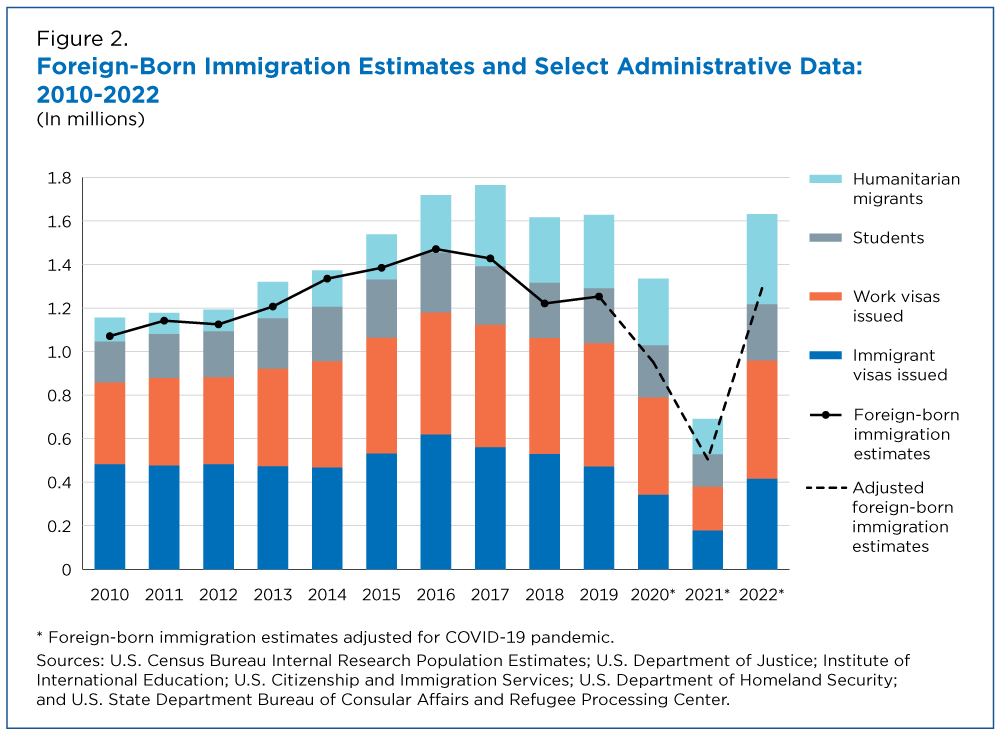 Figure 2.
Foreign-Born Immigration Estimates and Select Administrative Data:
2010-2022
(In millions)
1.8
1.6
1.4
1.2
1.0
0.8
0.6
0.4
0.2
0
2010 2011 2012 2013 2014 2015 2016 2017 2018 2019 2020* 2021* 2022*
Humanitarian
migrants
Students
Work visas
issued
Immigrant
visas issued
Foreign-born
immigration
estimates
Adjusted
foreign-born
immigration
estimates
* Foreign-born immigration estimates adjusted for COVID-19 pandemic.
Sources: U.S. Census Bureau Internal Research Population Estimates; U.S. Department of Justice; Institute of
International Education; U.S. Citizenship and Immigration Services; U.S. Department of Homeland Security;
and U.S. State Department Bureau of Consular Affairs and Refugee Processing Center.